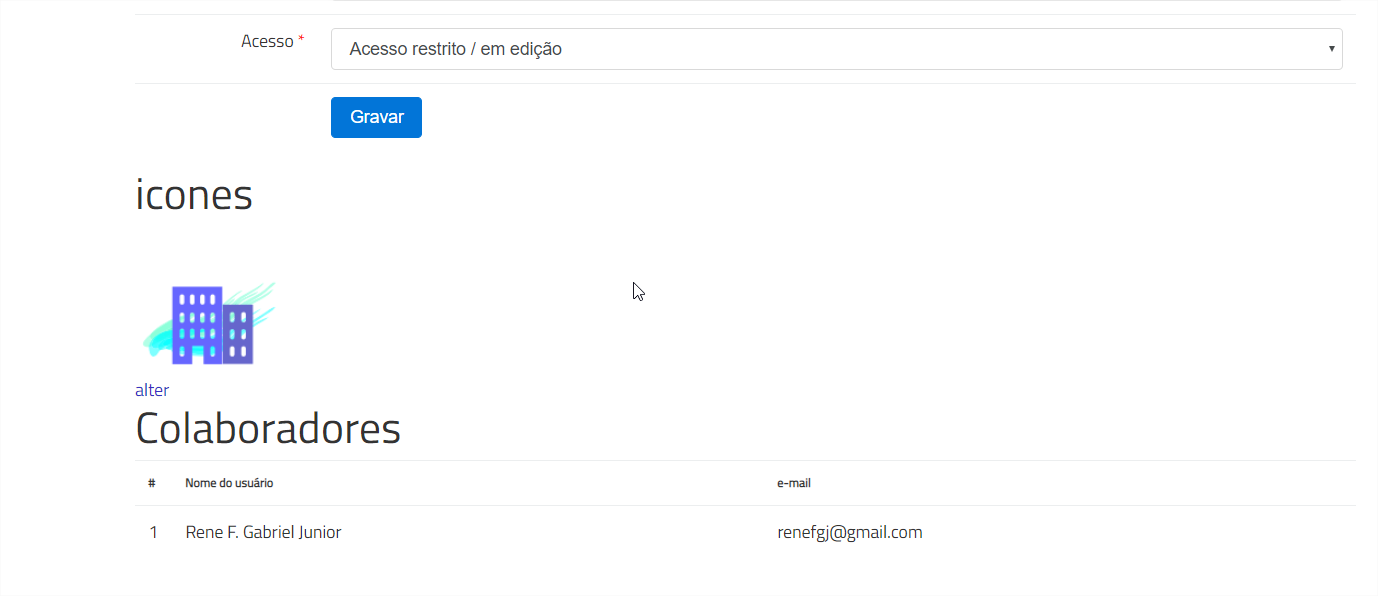 Acesso *
Acesso restrito / em edição
Gravar
icones
alter
Colaboradores
# Nome do usuário e-mail
1 Rene F. Gabriel Junior renefgj@gmail.com